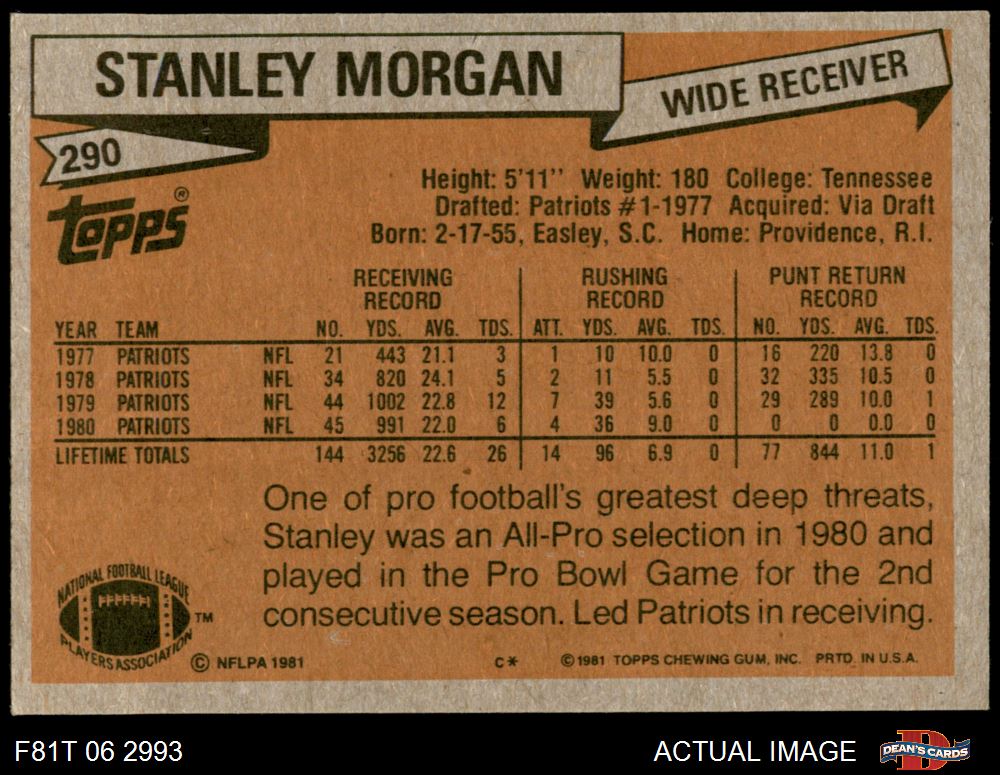 STANLEY MORGAN
WIDE RECEIVER
290
topps®
Height: 5'11'' Weight: 180 College: Tennessee
Drafted: Patriots #1-1977 Acquired: Via Draft
Born: 2-17-55, Easley, S.C. Home: Providence, R.I.
RECEIVING RECORD RUSHING RECORD PUNT RETURN RECORD
YEAR TEAM NO. YDS. AVG. TDS. ATT. YDS. AVG. TDS. NO. YDS. AVG. TDS.
1977 PATRIOTS NFL 21 443 21.1 3 1 10 10.0 0 16 220 13.8 0
1978 PATRIOTS NFL 34 820 24.1 5 2 11 5.5 0 32 335 10.5 0
1979 PATRIOTS NFL 44 1002 22.8 12 7 39 5.6 0 29 289 10.0 1
1980 PATRIOTS NFL 45 991 22.0 6 4 36 9.0 0 0 0 0.0 0
LIFETIME TOTALS 144 3256 22.6 26 14 96 6.9 0 77 844 11.0 1
One of pro football's greatest deep threats,
Stanley was an All-Pro selection in 1980 and
played in the Pro Bowl Game for the 2nd
consecutive season. Led Patriots in receiving.
NATIONAL FOOTBALL LEAGUE
PLAYERS ASSOCIATION
TM
© NFLPA 1981 C* ©1981 TOPPS CHEWING GUM, INC. PRTD. IN U.S.A.
F81T 06 2993 ACTUAL IMAGE D DEAN'S CARDS